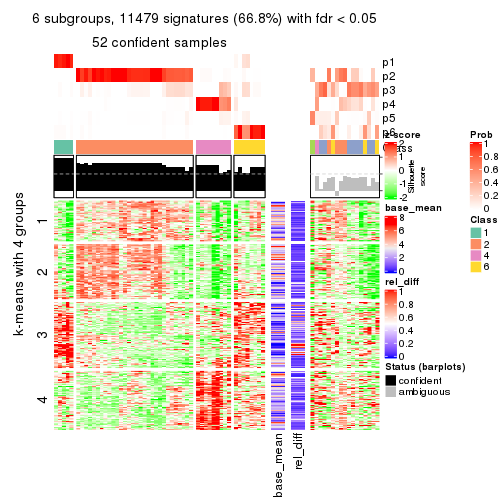 6 subgroups, 11479 signatures (66.8%) with fdr < 0.05
52 confident samples
p1
p2
p3
p4
p5
p6
Class
z-score
2
1
0
-1
-2
Silhouette
score
base_mean
8
6
4
2
0
rel_diff
1
0.8
0.6
0.4
0.2
0
Status (barplots)
confident
ambiguous
Prob
1
0.8
0.6
0.4
0.2
0
Class
1
2
4
6
k-means with 4 groups
1
2
3
4
base_mean
rel_diff